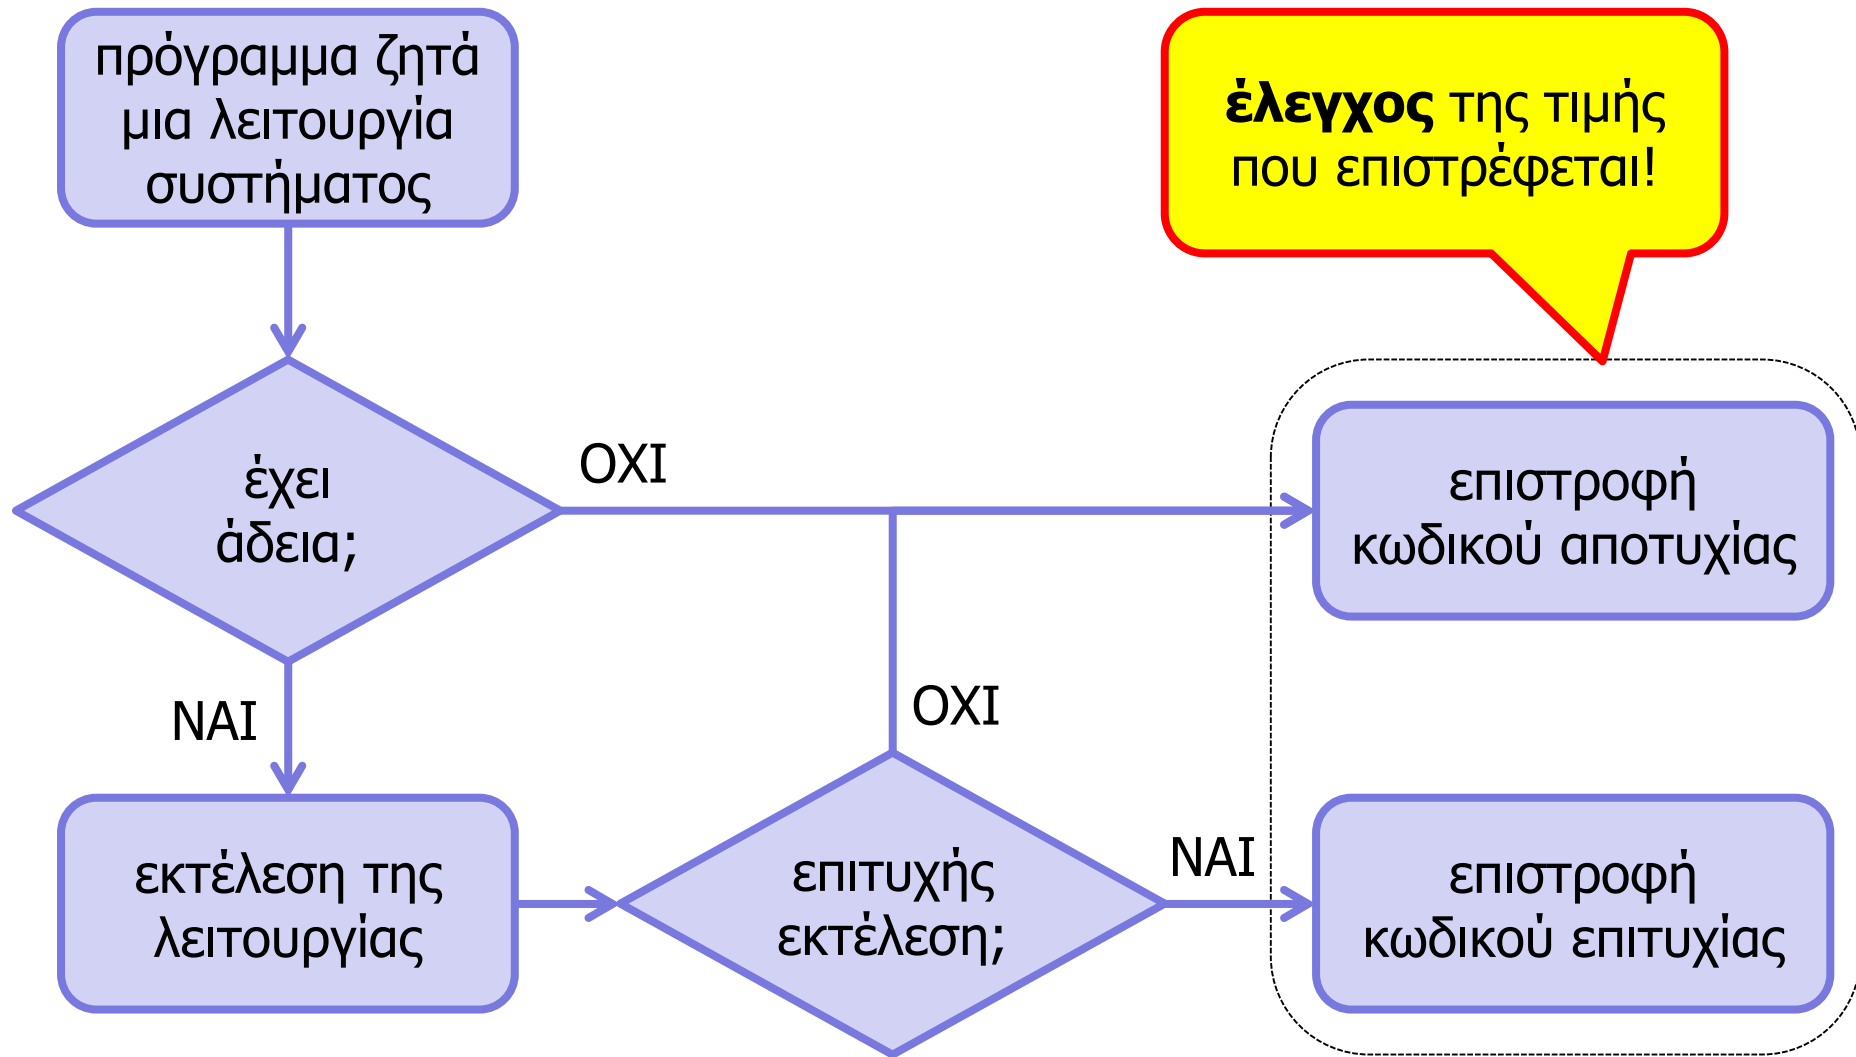 πρόγραμμα ζητά
μια λειτουργία
συστήματος
έλεγχος της τιμής
που επιστρέφεται!
έχει
άδεια;
ΟΧΙ
επιστροφή
κωδικού αποτυχίας
ΝΑΙ
ΟΧΙ
εκτέλεση της
λειτουργίας
επιτυχής
εκτέλεση;
ΝΑΙ
επιστροφή
κωδικού επιτυχίας